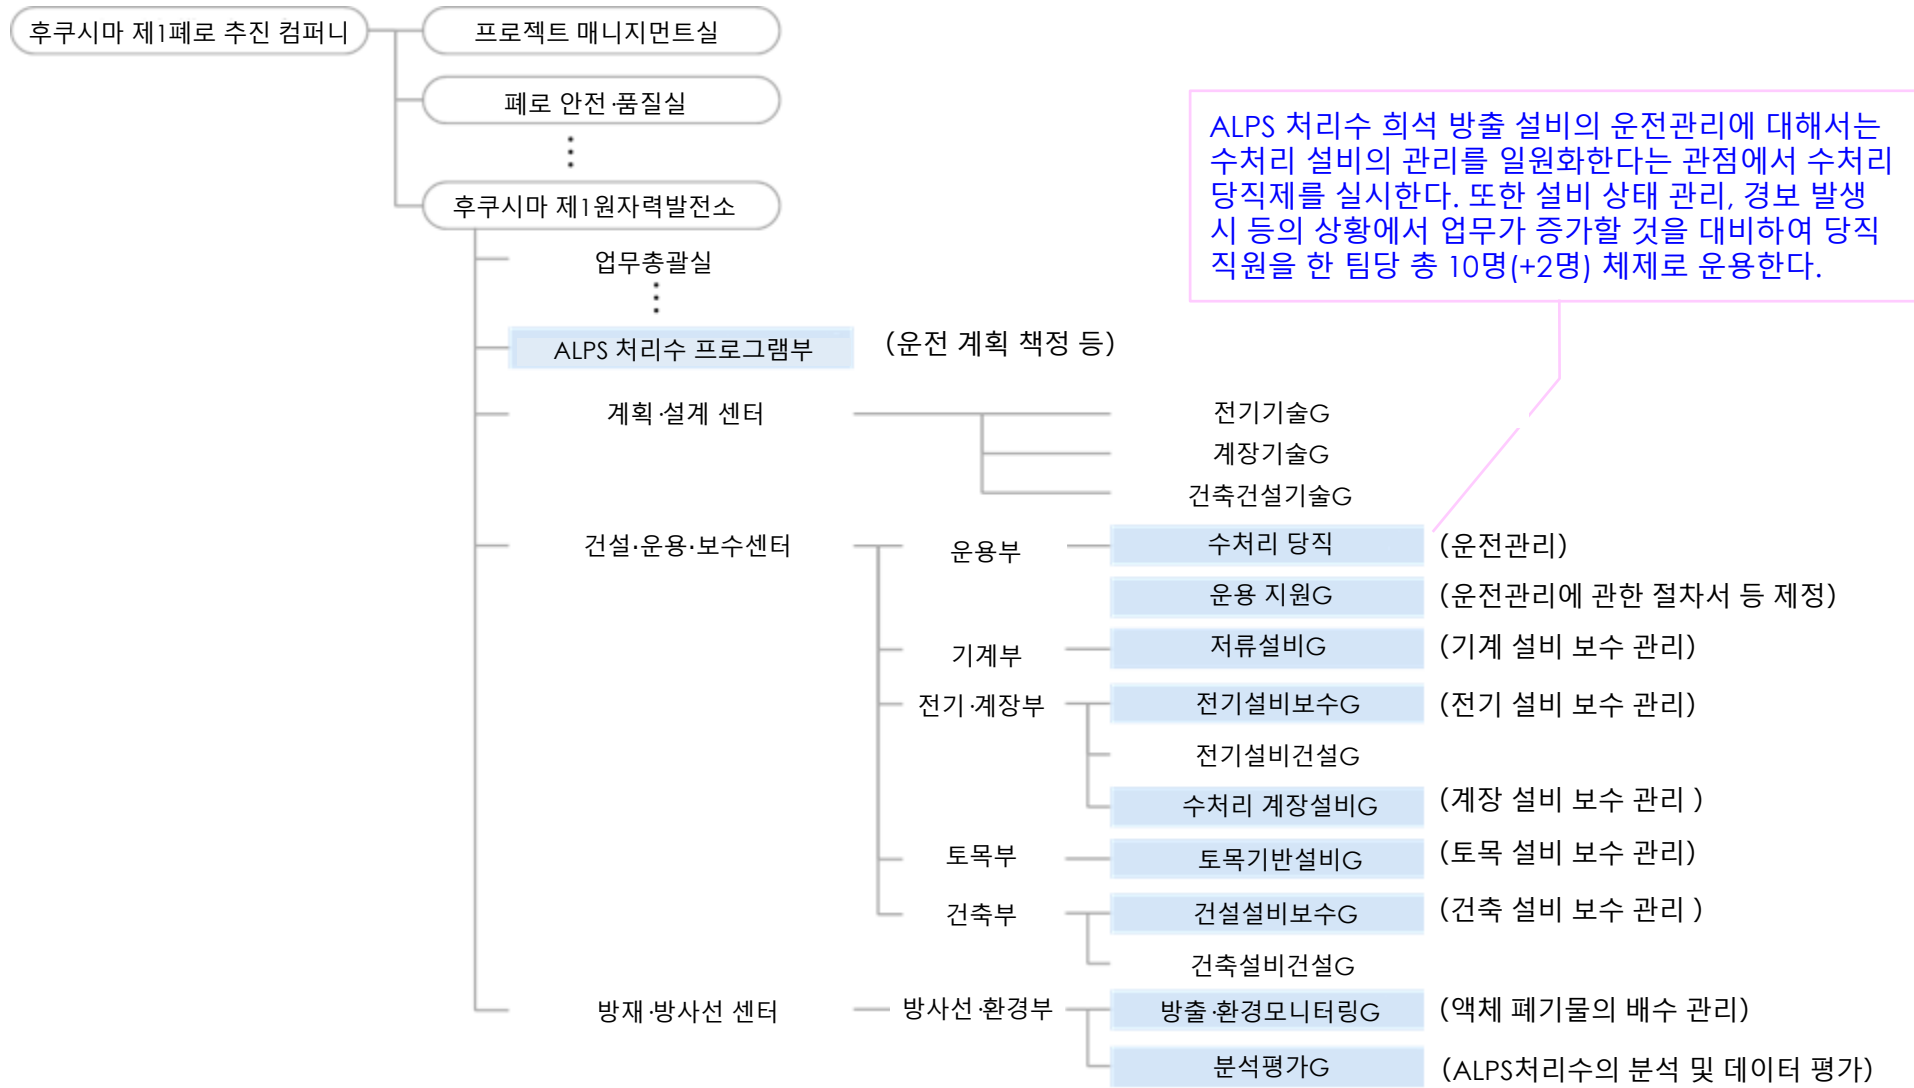 후쿠시마 제1폐로 추진 컴퍼니
프로젝트 매니지먼트실
폐로 안전·품질실
후쿠시마 제1원자력발전소
ALPS 처리수 희석 방출 설비의 운전관리에 대해서는
수처리 설비의 관리를 일원화한다는 관점에서 수처리
당직제를 실시한다. 또한 설비 상태 관리, 경보 발생
시 등의 상황에서 업무가 증가할 것을 대비하여 당직
직원을 한 팀당 총 10명(+2명) 체제로 운용한다.
업무총괄실
ALPS 처리수 프로그램부 (운전 계획 책정 등)
계획·설계 센터
전기기술G
계장기술G
건축건설기술G
건설·운용·보수센터
운용부
수처리 당직 (운전관리)
운용 지원G (운전관리에 관한 절차서 등 제정)
기계부
저류설비G (기계 설비 보수 관리)
전기·계장부
전기설비보수G (전기 설비 보수 관리)
전기설비건설G
수처리 계장설비G (계장 설비 보수 관리 )
토목부
토목기반설비G (토목 설비 보수 관리)
건축부
건설설비보수G (건축 설비 보수 관리 )
건축설비건설G
방재·방사선 센터
방사선·환경부
방출·환경모니터링G (액체 폐기물의 배수 관리)
분석평가G (ALPS처리수의 분석 및 데이터 평가)